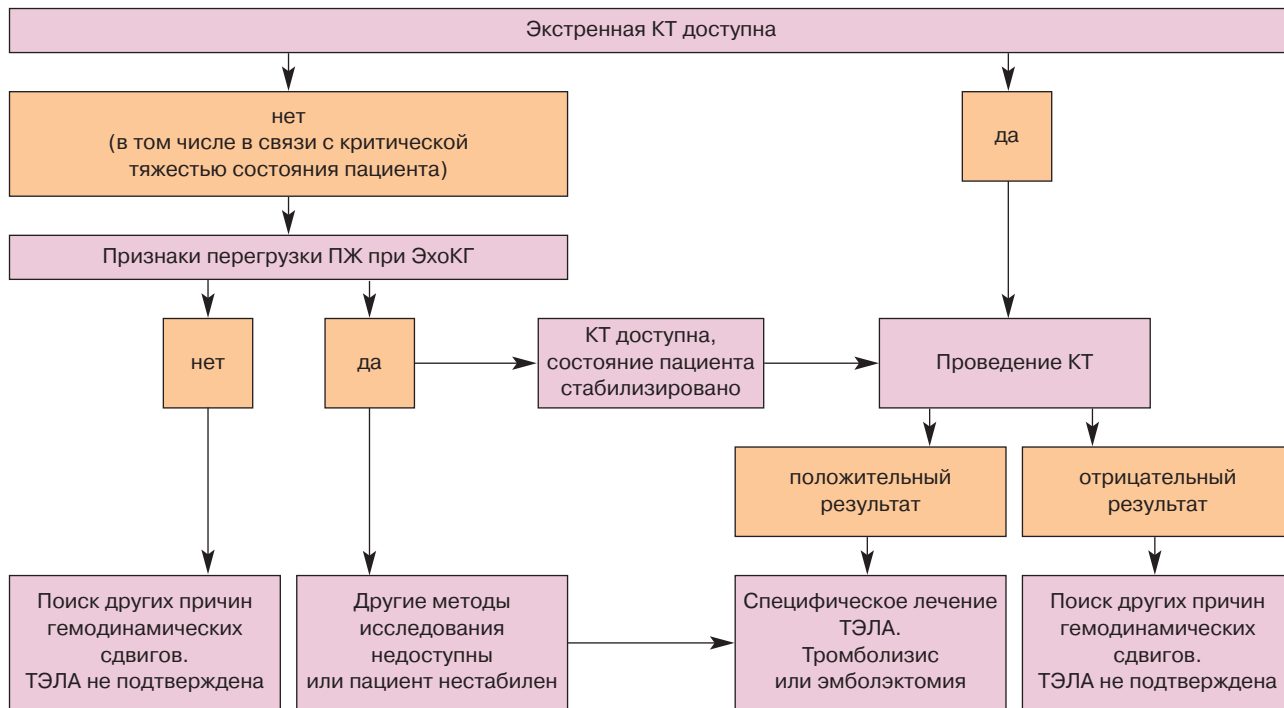 Экстренная КТ доступна
нет
(в том числе в связи с критической
тяжестью состояния пациента)
да
Признаки перегрузки ПЖ при ЭхоКГ
нет
да
КТ доступна,
состояние пациента
стабилизировано
Проведение КТ
положительный
результат
отрицательный
результат
Поиск других причин
гемодинамических
сдвигов.
ТЭЛА не подтверждена
Другие методы
исследования
недоступны
или пациент нестабилен
Специфическое лечение
ТЭЛА.
Тромболизис
или эмболэктомия
Поиск других причин
гемодинамических
сдвигов.
ТЭЛА не подтверждена